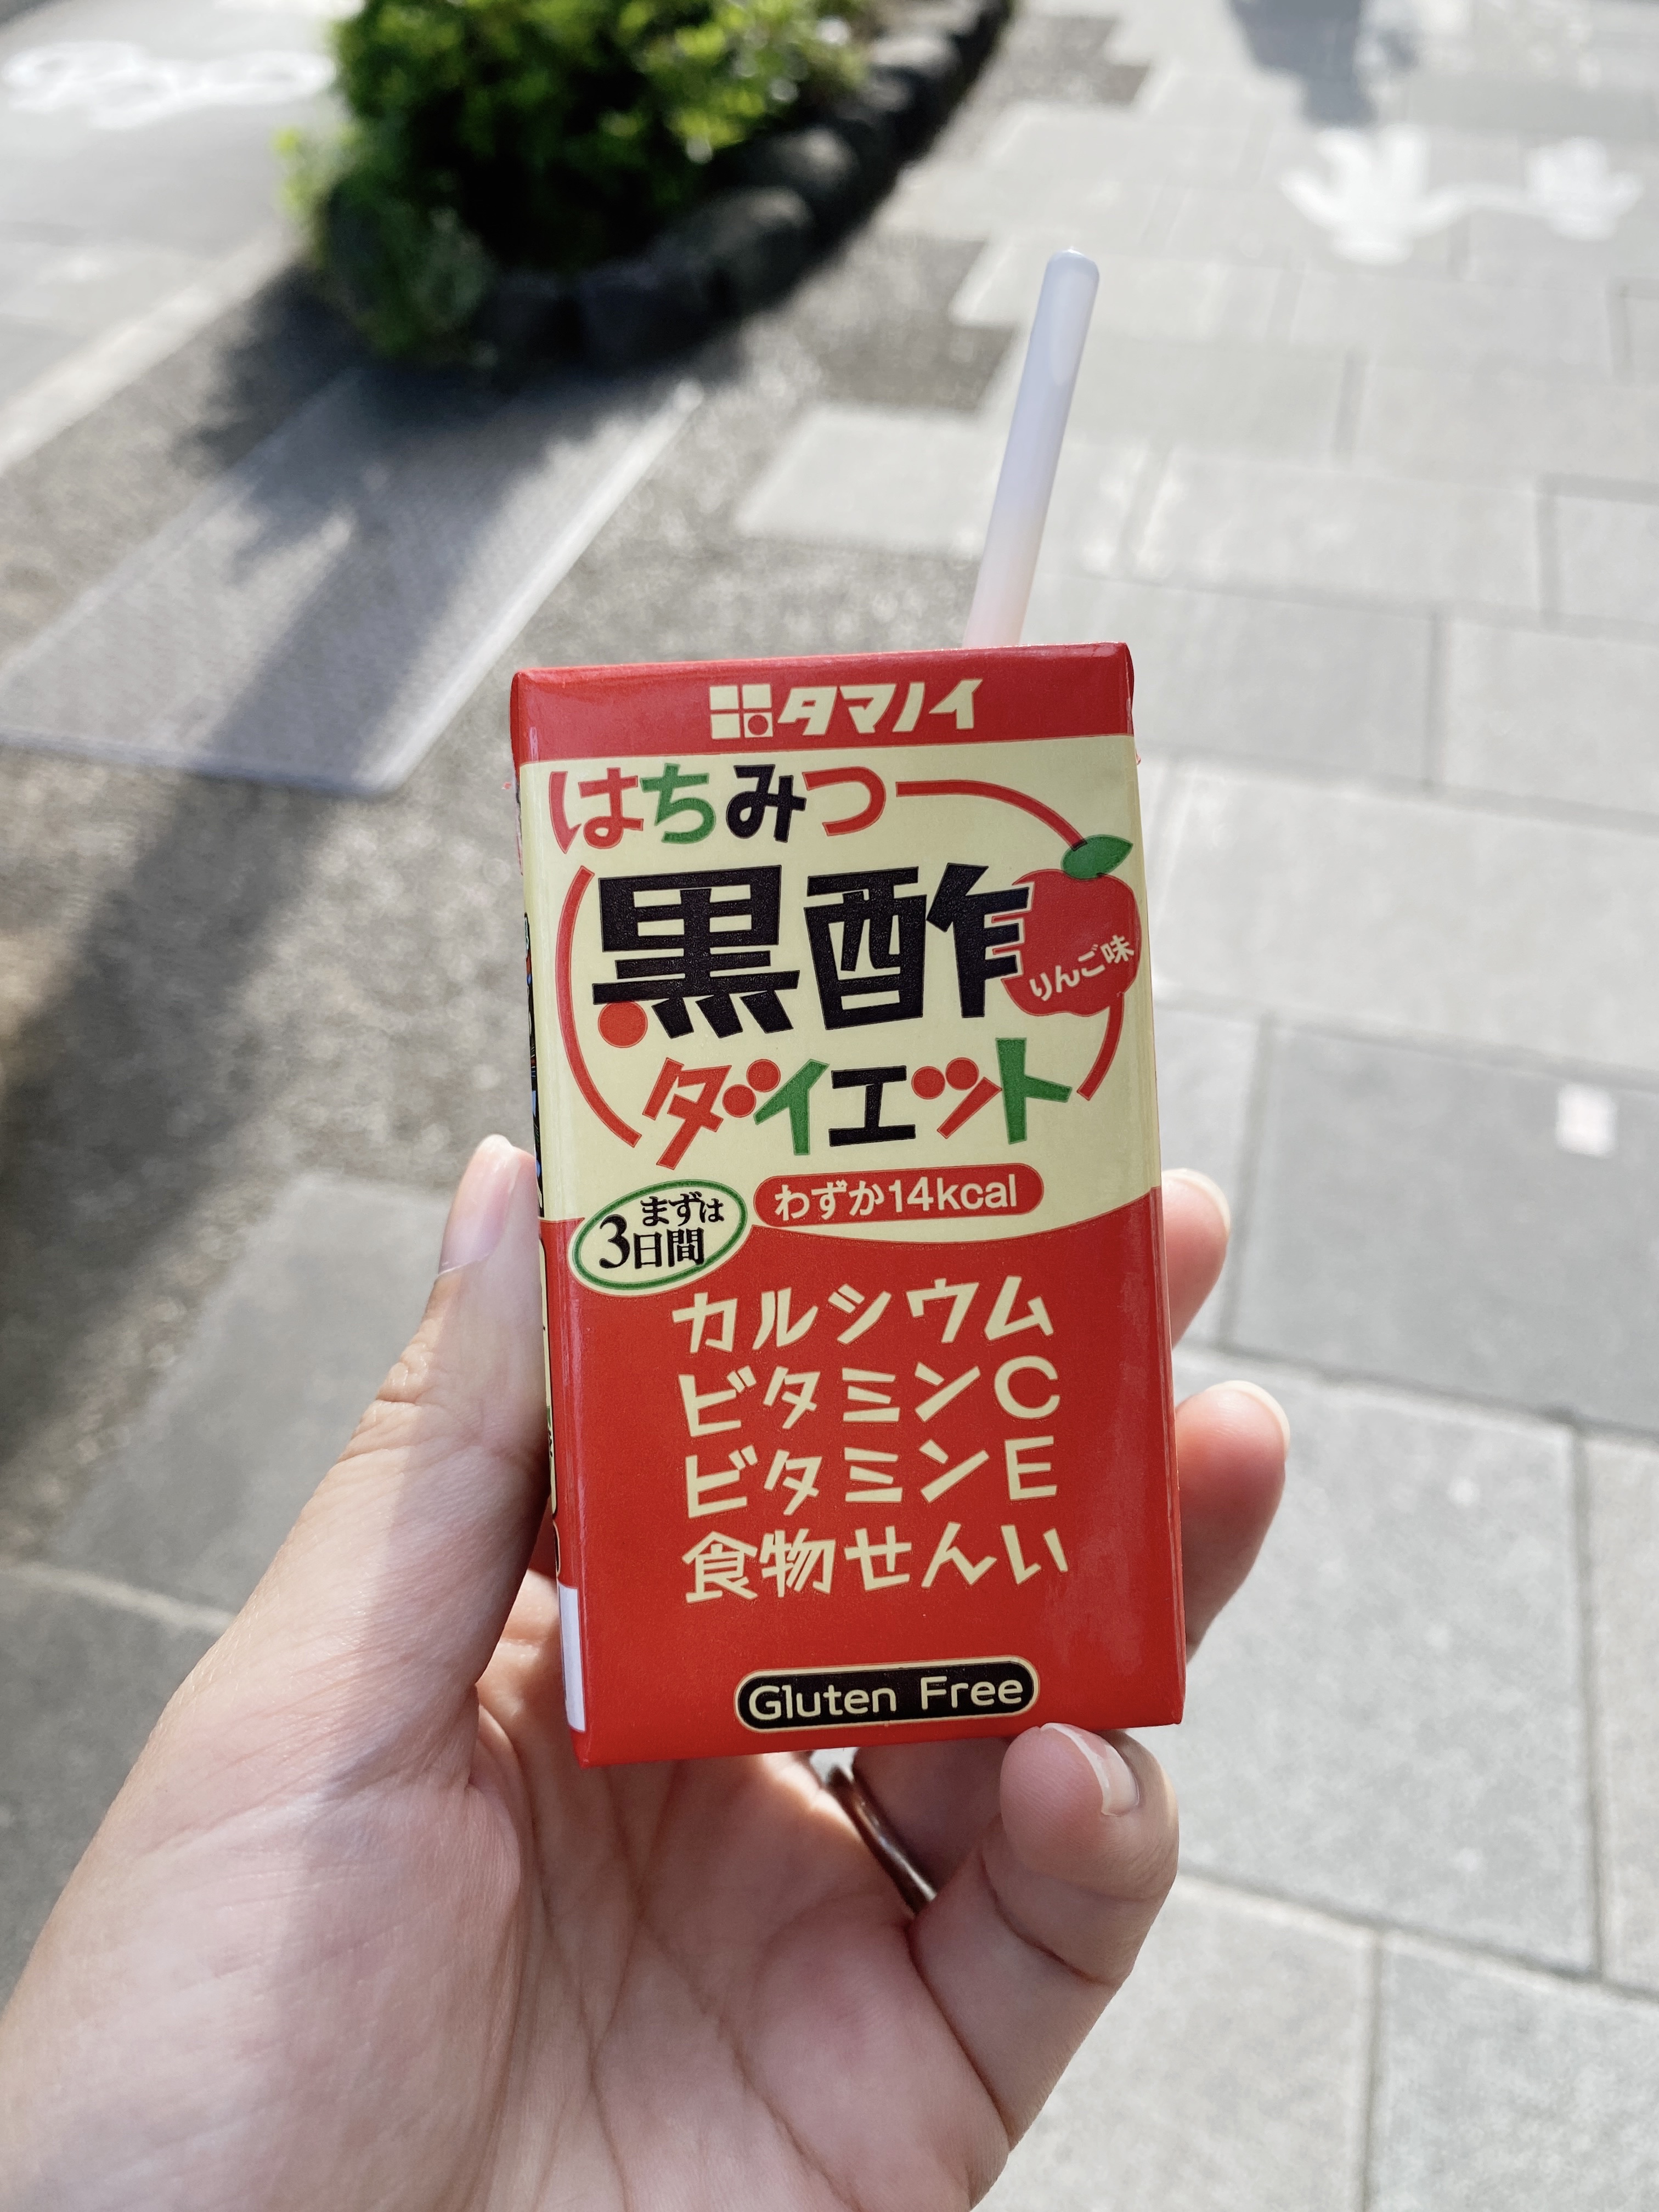 タマノイ
はちみつ
黒酢
りんご味
ダイエット
まずは
3日間
わずか14kcal
カルシウム
ビタミンC
ビタミンE
食物せんい
Gluten Free